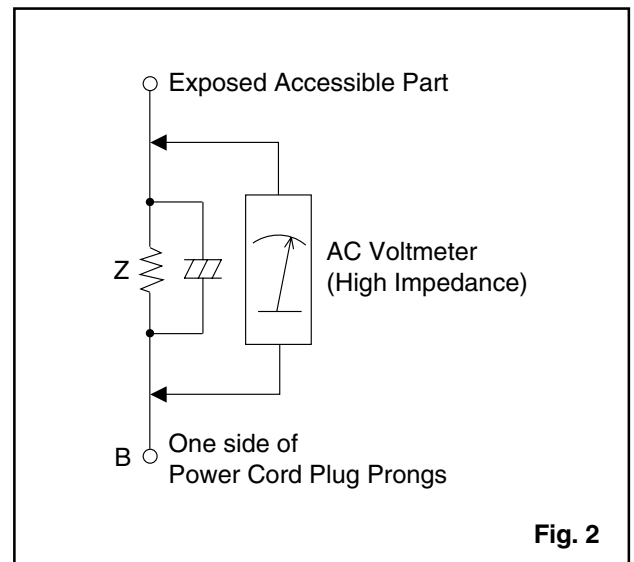 Exposed Accessible Part
Z
AC Voltmeter
(High Impedance)
B
One side of
Power Cord Plug Prongs
Fig. 2